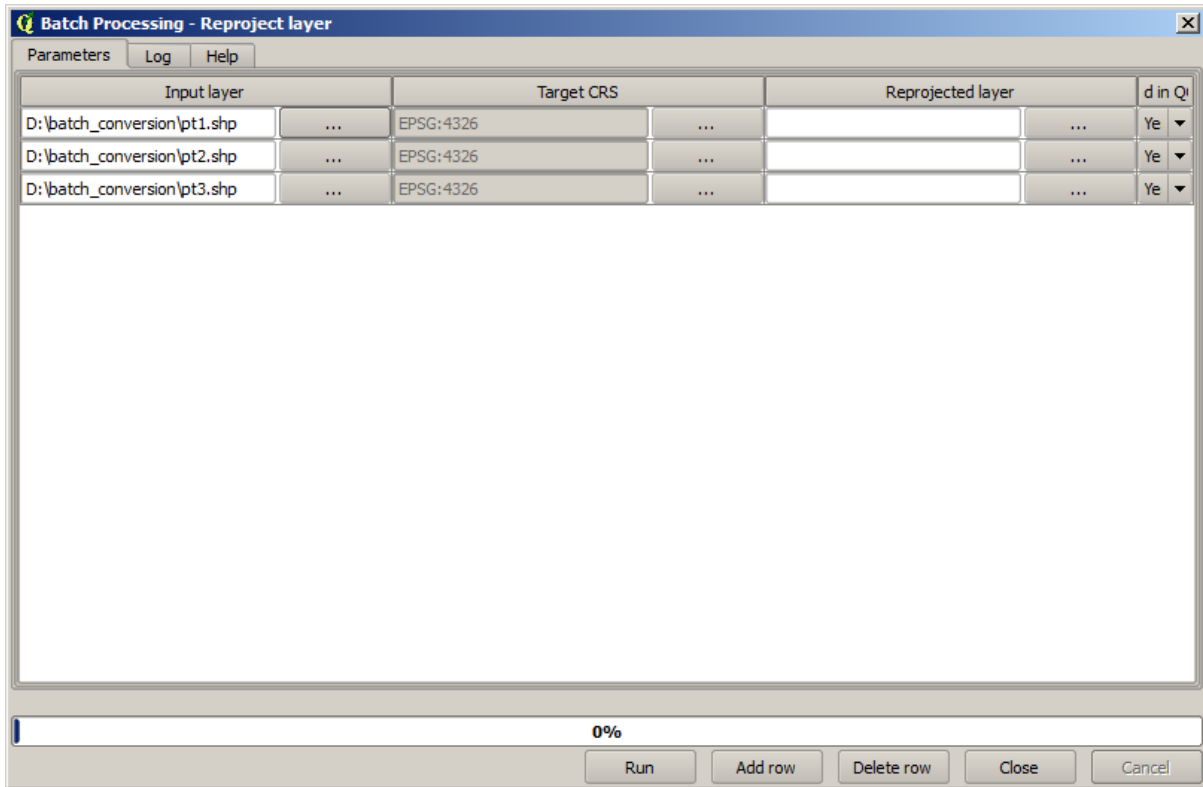 Batch Processing - Reproject layer
Parameters Log Help
Input layer Target CRS Reprojected layer d in Q
D:\batch_conversion\pt1.shp ... EPSG:4326 ... ... Ye
D:\batch_conversion\pt2.shp ... EPSG:4326 ... ... Ye
D:\batch_conversion\pt3.shp ... EPSG:4326 ... ... Ye
0%
Run Add row Delete row Close Cancel